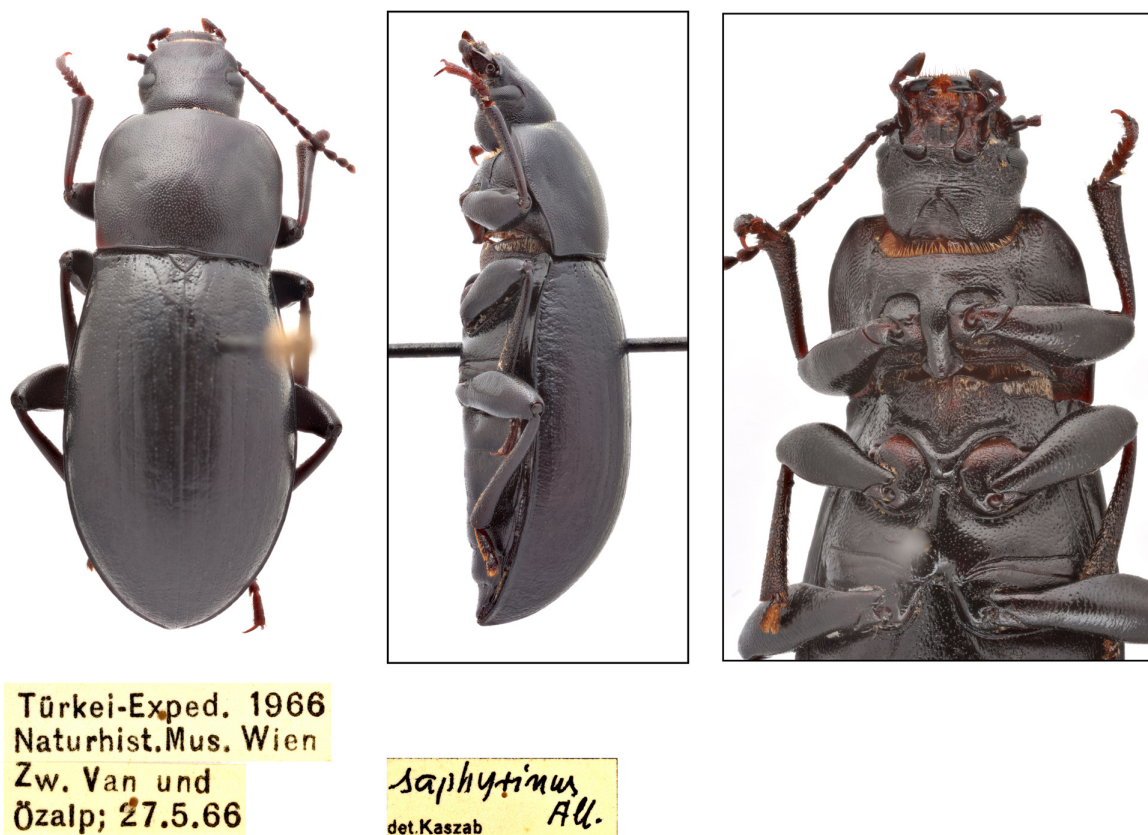 Türkei-Exped. 1966
Naturhist.Mus. Wien
Zw. Van und
Özalp; 27.5.66
saphyrinus
All.
det.Kaszab